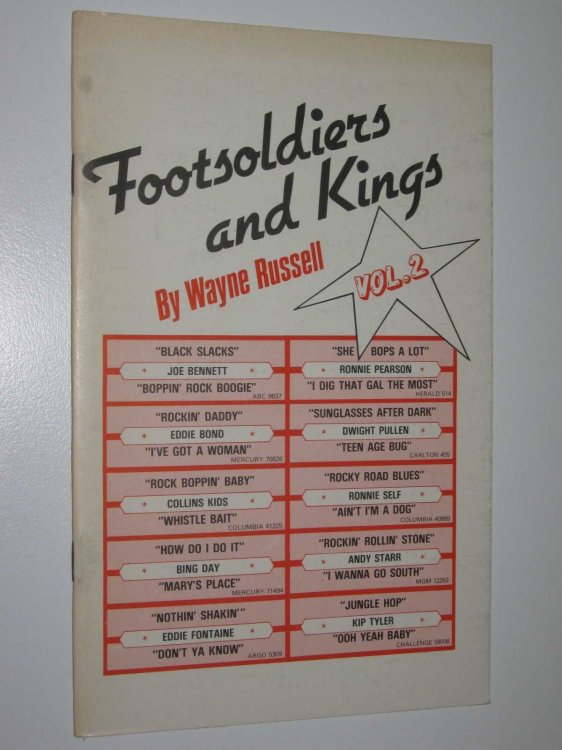 Footsoldiers
and Kings
By Wayne Russell
VOL.2
"BLACK SLACKS"
JOE BENNETT
"BOPPIN' ROCK BOOGIE"
ABC 9837
"SHE BOPS A LOT"
RONNIE PEARSON
"I DIG THAT GAL THE MOST"
HERALD 514
"ROCKIN' DADDY"
EDDIE BOND
"I'VE GOT A WOMAN"
MERCURY 70826
"SUNGLASSES AFTER DARK"
DWIGHT PULLEN
"TEEN AGE BUG"
CARLTON 455
"ROCK BOPPIN' BABY"
COLLINS KIDS
"WHISTLE BAIT"
COLUMBIA 41225
"ROCKY ROAD BLUES"
RONNIE SELF
"AIN'T I'M A DOG"
COLUMBIA 40989
"HOW DO I DO IT"
BING DAY
"MARY'S PLACE"
MERCURY 71494
"ROCKIN' ROLLIN' STONE"
ANDY STARR
"I WANNA GO SOUTH"
MGM 12263
"NOTHIN' SHAKIN'"
EDDIE FONTAINE
"DON'T YA KNOW"
ARGO 5309
"JUNGLE HOP"
KIP TYLER
"OOH YEAH BABY"
CHALLENGE 59008